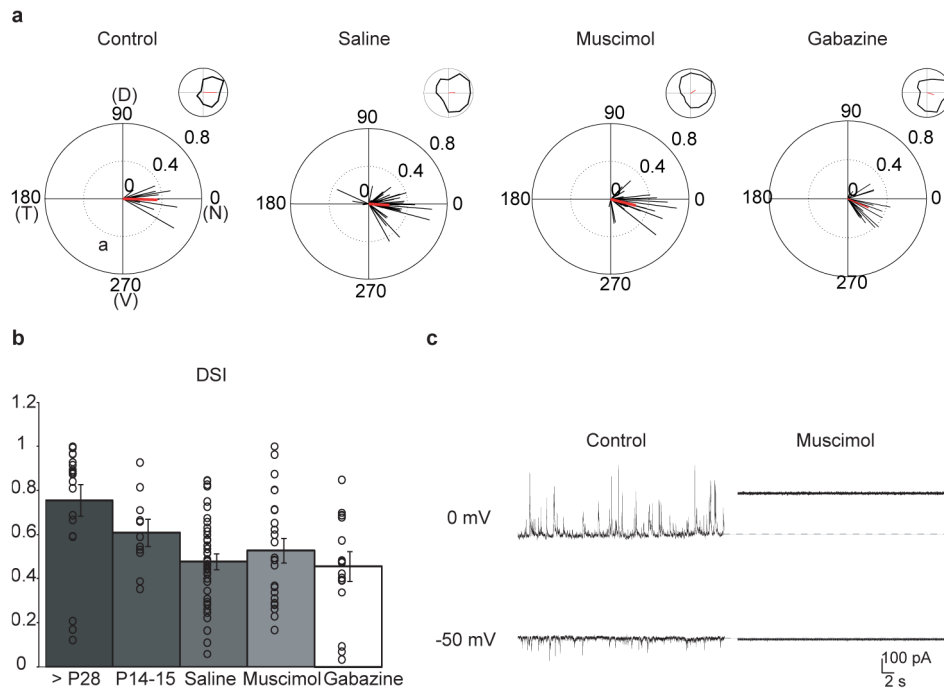 a
Control
Saline
Muscimol
Gabazine
(D)
90
0.8
0.4
0
180
(T)
0
(N)
a
270
(V)
90
0.8
0.4
0
180
0
270
90
0.8
0.4
0
180
0
270
90
0.8
0.4
0
180
0
270
b
DSI
1.2
1
0.8
0.6
0.4
0.2
0
> P28
P14-15
Saline
Muscimol
Gabazine
c
Control
Muscimol
0 mV
-50 mV
100 pA
2 s